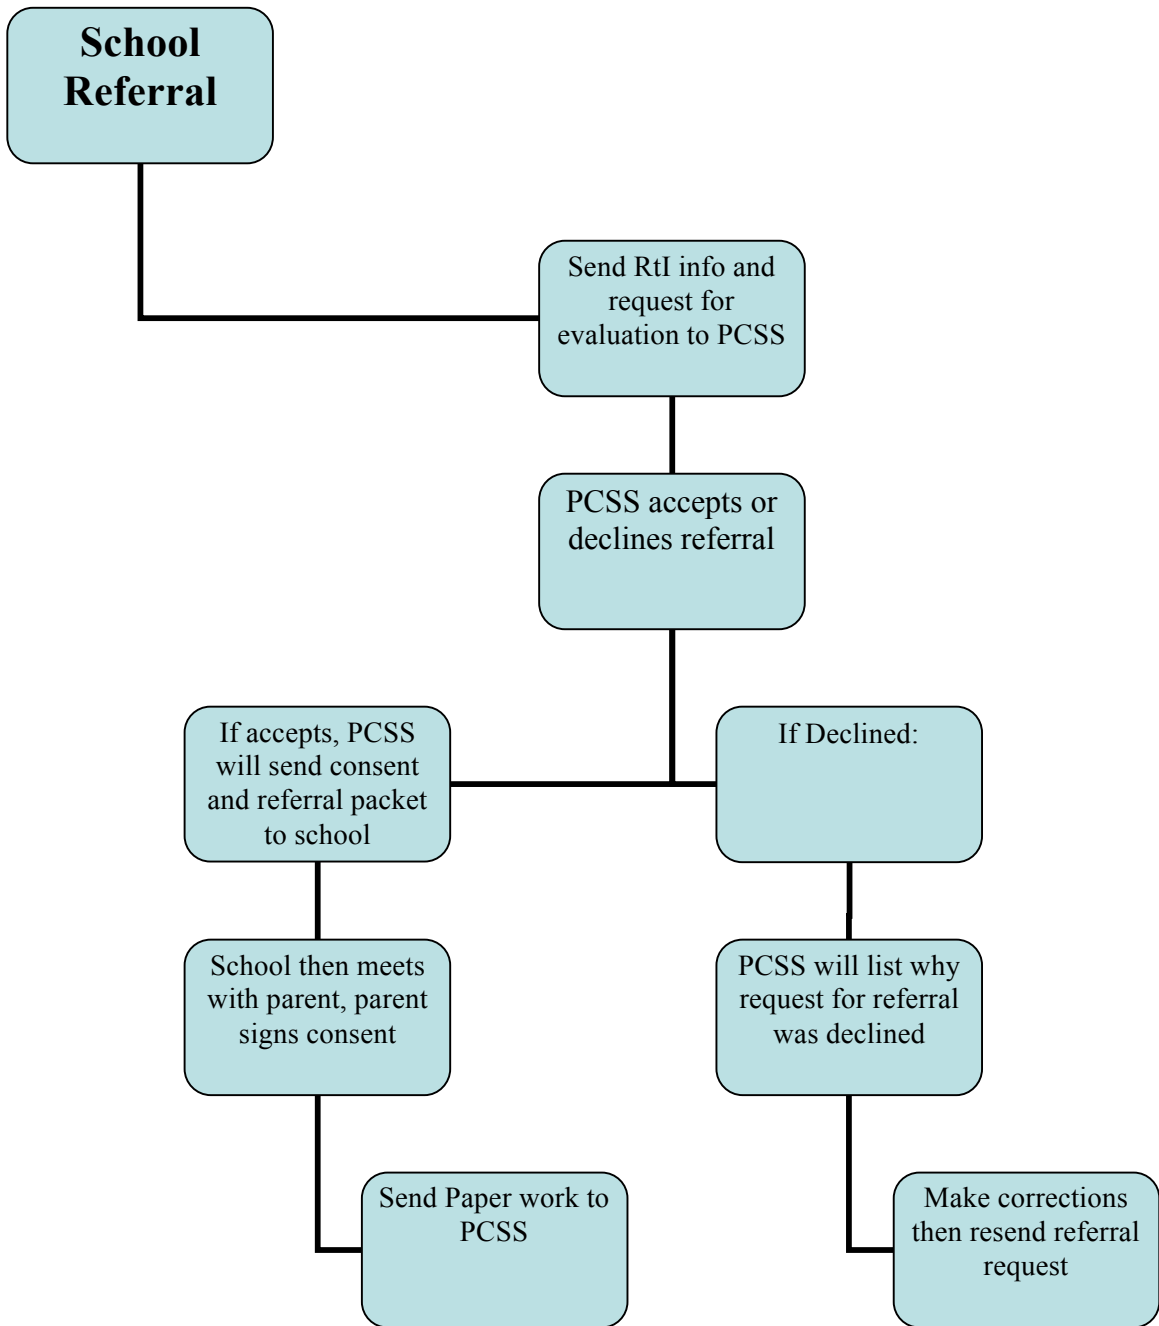 School
Referral
Send RtI info and
request for
evaluation to PCSS
PCSS accepts or
declines referral
If accepts, PCSS
will send consent
and referral packet
to school
If Declined:
School then meets
with parent, parent
signs consent
PCSS will list why
request for referral
was declined
Send Paper work to
PCSS
Make corrections
then resend referral
request